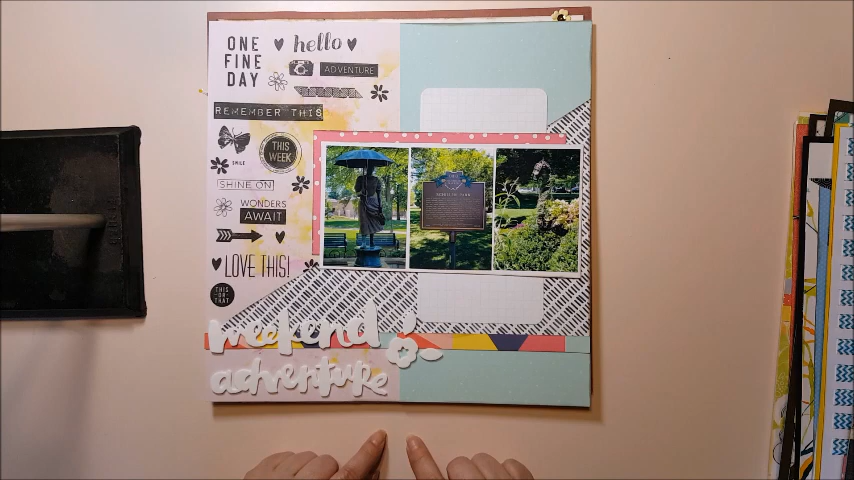 ONE
FINE
DAY
hello
ADVENTURE
REMEMBER THIS
THIS
WEEK
SMILE
SHINE ON
WONDERS
AWAIT
LOVE THIS!
THIS
OR
THAT
weekend
adventure